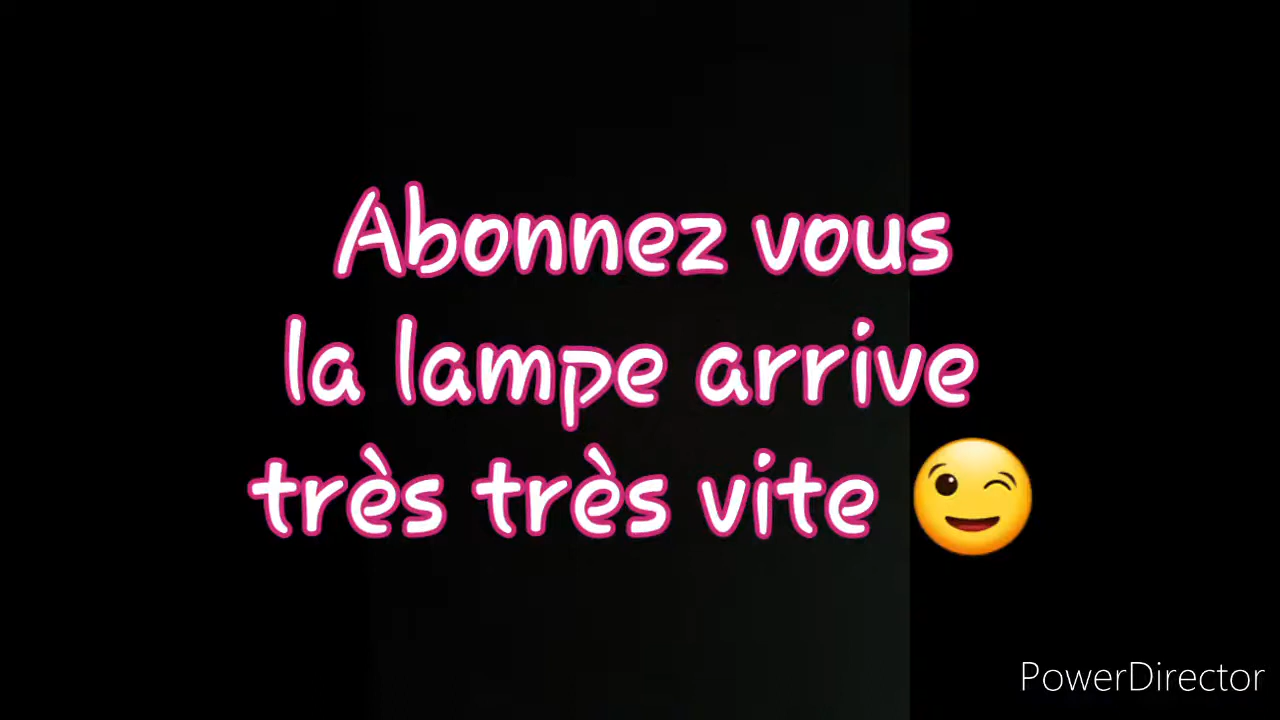 Abonnez vous
la lampe arrive
très très vite 😉
PowerDirector